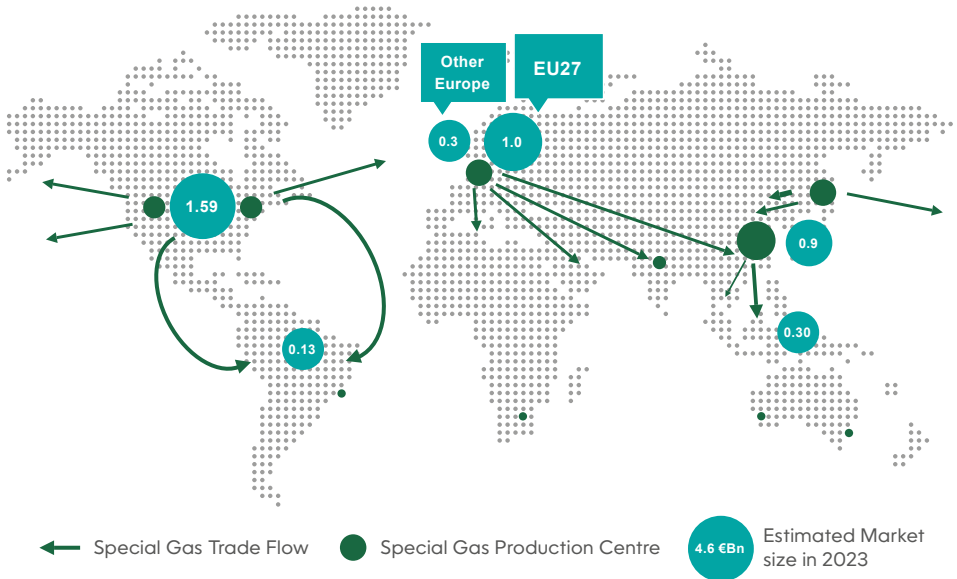 Other
Europe
EU27
0.3
1.0
1.59
0.9
0.13
0.30
Special Gas Trade Flow
Special Gas Production Centre
4.6 €Bn
Estimated Market
size in 2023